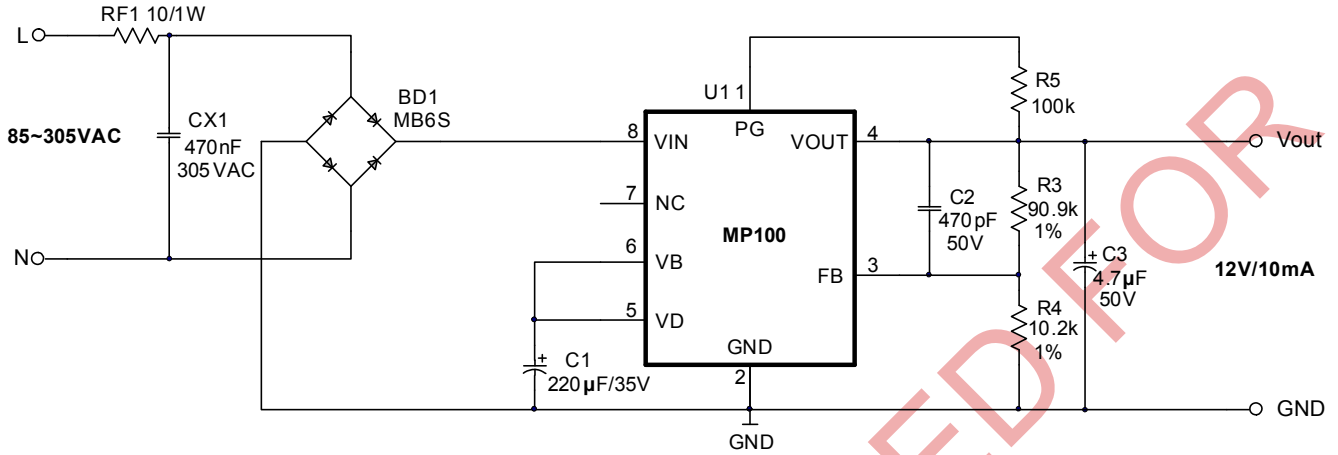 RF1 10/1W
L
85~305VAC
CX1
470nF
305VAC
N
BD1
MB6S
U1 1
PG
8
VIN
7
NC
6
VB
5
VD
MP100
VOUT
4
FB
3
GND
2
GND
C1
+
220µF/35V
R5
100k
C2
470pF
50V
R3
90.9k
1%
R4
10.2k
1%
+
C3
4.7µF
50V
Vout
12V/10mA
GND
ED FOR